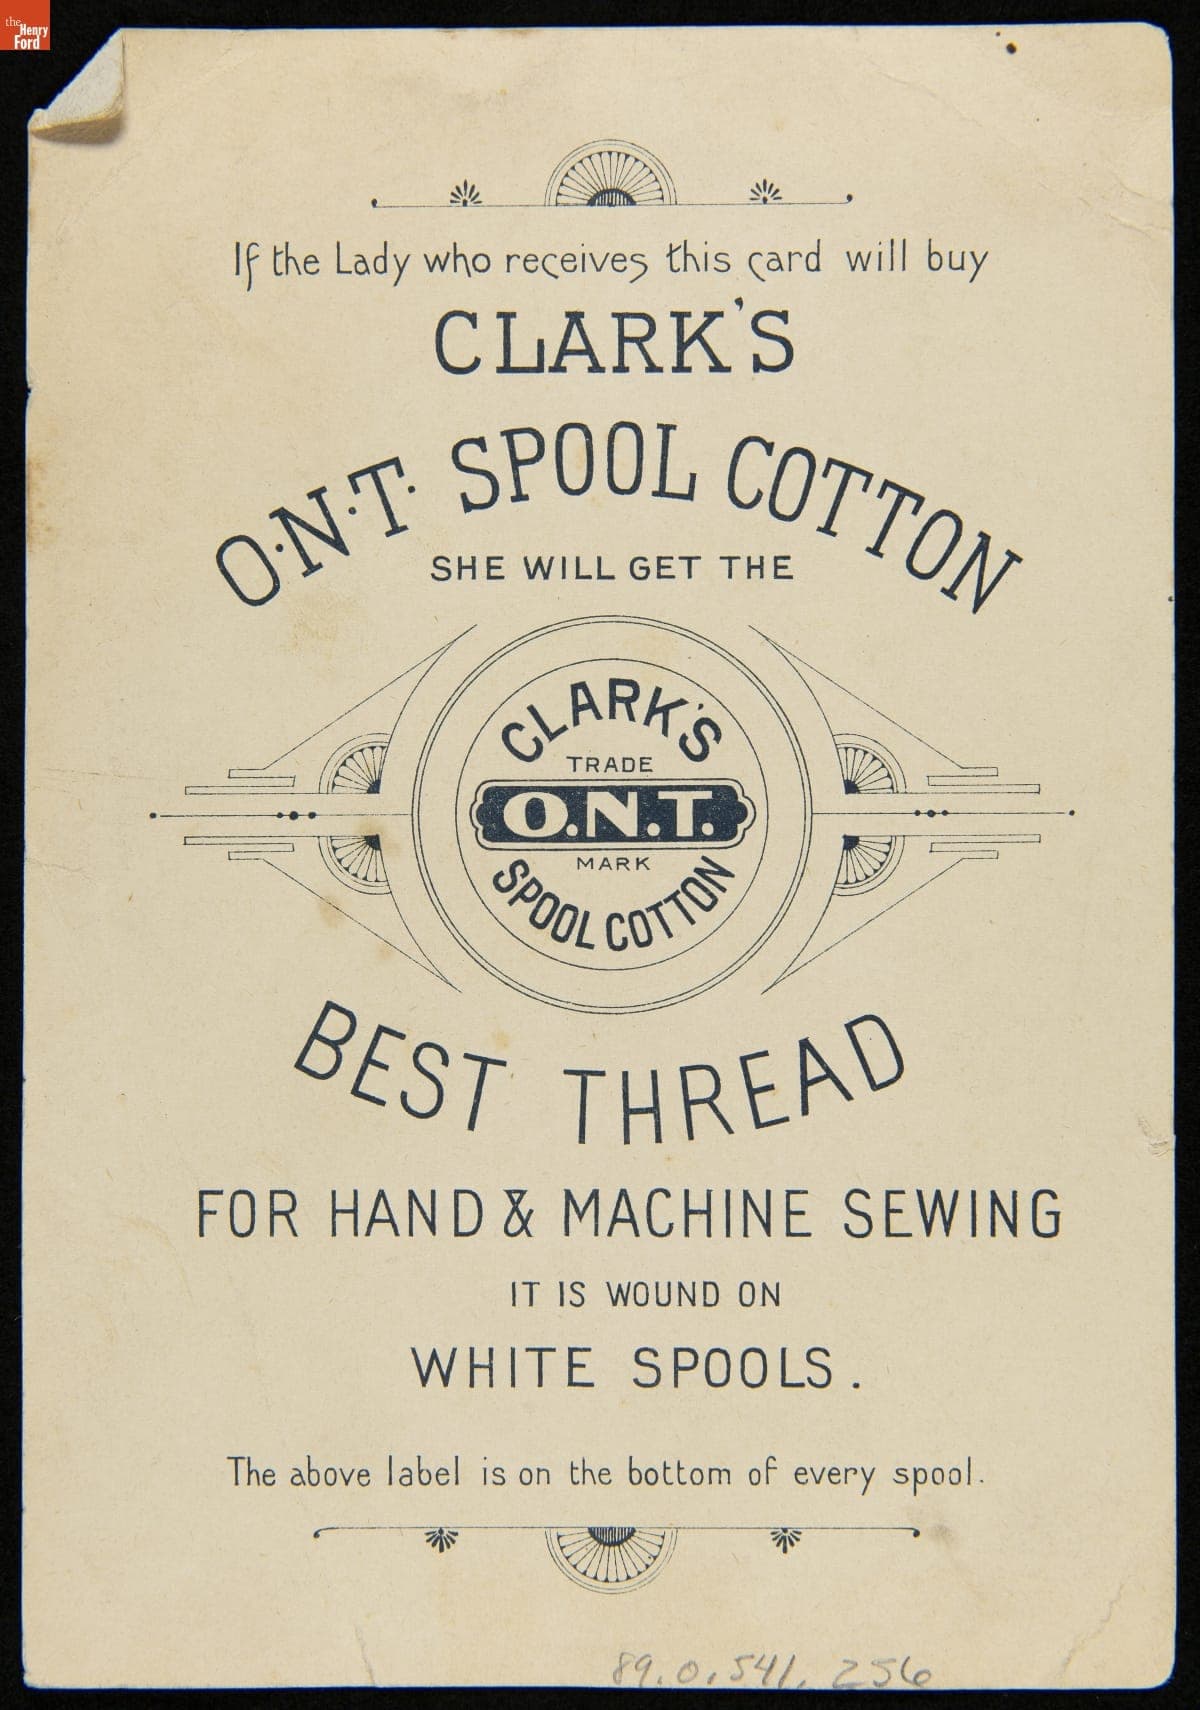 the
Henry
Ford
If the Lady who receives this card will buy
CLARK'S
O·N·T· SPOOL COTTON
SHE WILL GET THE
CLARK'S
TRADE
O.N.T.
MARK
SPOOL COTTON
BEST THREAD
FOR HAND & MACHINE SEWING
IT IS WOUND ON
WHITE SPOOLS.
The above label is on the bottom of every spool.
89.0.541.256